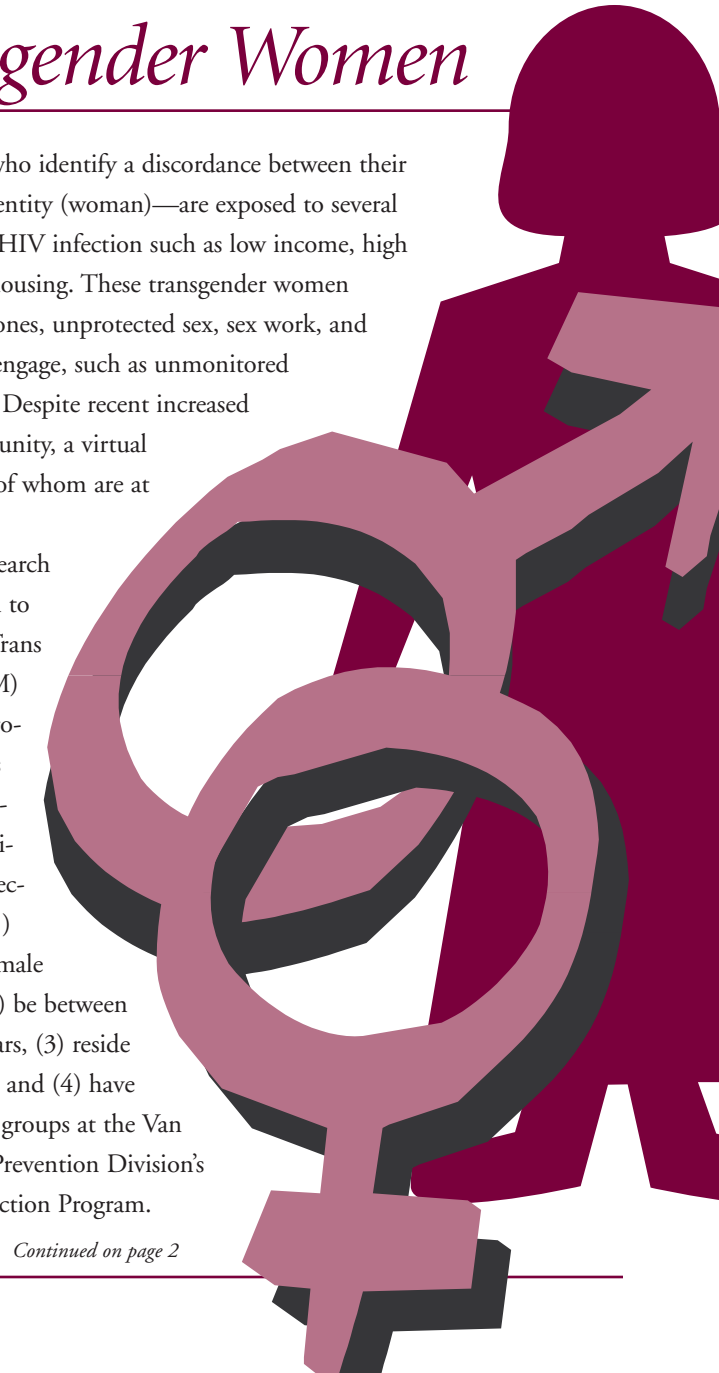 gender Women
who identify a discordance between their
entity (woman)—are exposed to several
HIV infection such as low income, high
ousing. These transgender women
ones, unprotected sex, sex work, and
engage, such as unmonitored
Despite recent increased
unity, a virtual
of whom are at
earch
to
Trans
M)
o-
-
i-
ec-
)
male
) be between
ars, (3) reside
and (4) have
groups at the Van
Prevention Division's
ction Program.
Continued on page 2